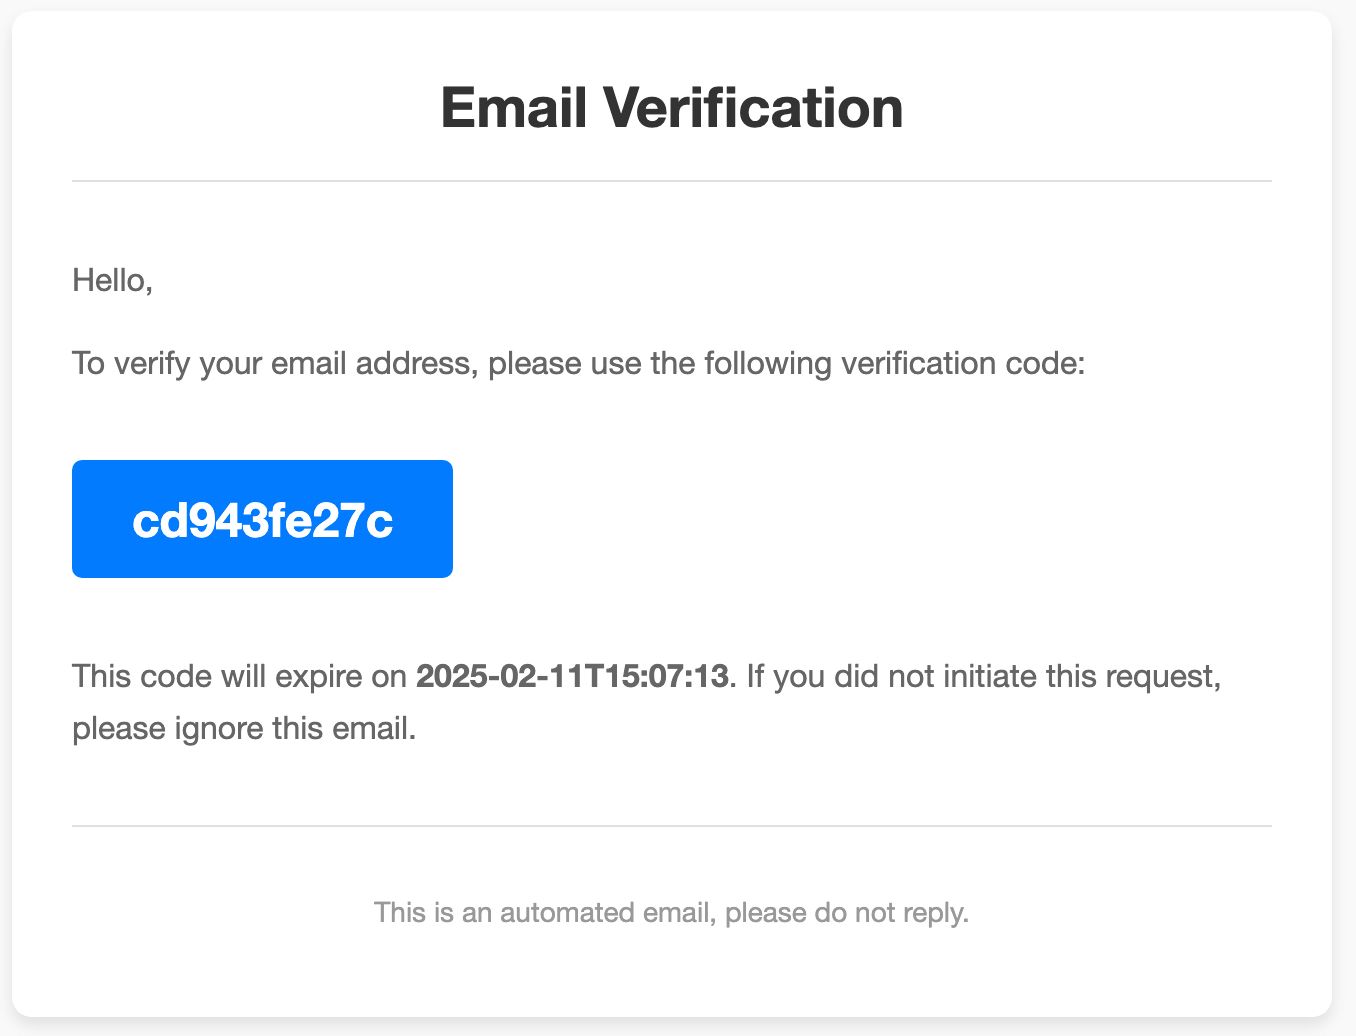 Email Verification
Hello,
To verify your email address, please use the following verification code:
cd943fe27c
This code will expire on 2025-02-11T15:07:13. If you did not initiate this request,
please ignore this email.
This is an automated email, please do not reply.